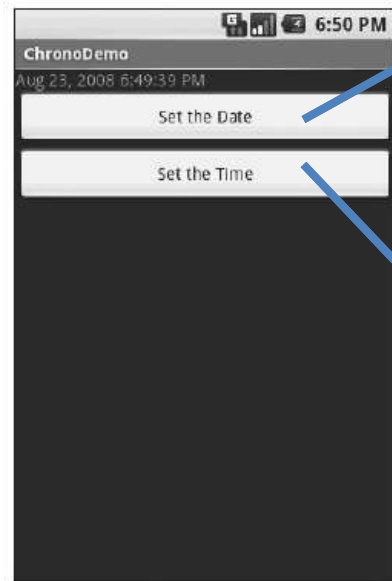 6:50 PM
ChronoDemo
Aug 23, 2008 6:49:39 PM
Set the Date
Set the Time